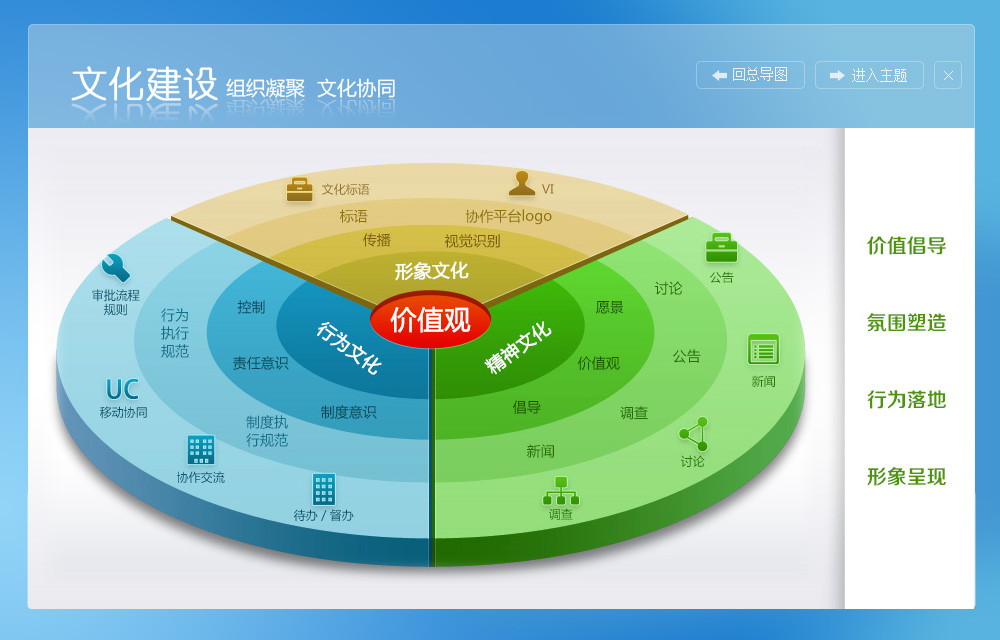 文化建设 组织凝聚 文化协同
回总导图
进入主题
文化标语
VI
标语
协作平台logo
传播
视觉识别
形象文化
价值观
行为文化
精神文化
审批流程
规则
行为
执行
规范
控制
责任意识
制度意识
制度执
行规范
UC
移动协同
协作交流
待办 / 督办
愿景
讨论
公告
价值观
公告
新闻
倡导
调查
讨论
新闻
调查
价值倡导
氛围塑造
行为落地
形象呈现